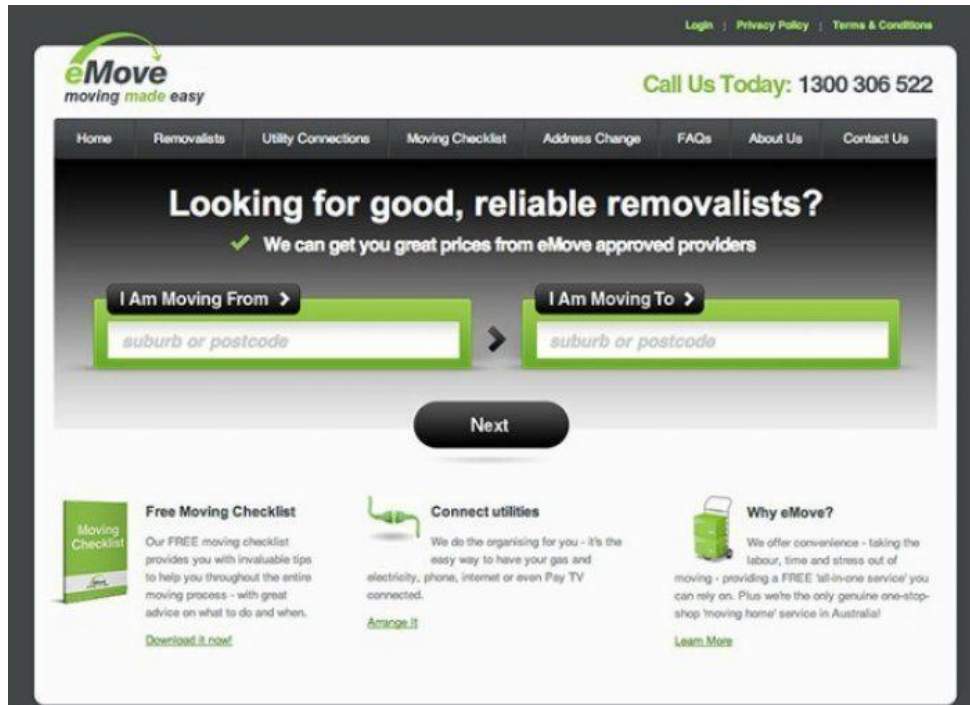 Login | Privacy Policy | Terms & Conditions
eMove
moving made easy
Call Us Today: 1300 306 522
Home Removalists Utility Connections Moving Checklist Address Change FAQs About Us Contact Us
Looking for good, reliable removalists?
We can get you great prices from eMove approved providers
I Am Moving From
I Am Moving To
suburb or postcode
suburb or postcode
Next
Moving
Checklist
Free Moving Checklist
Our FREE moving checklist
provides you with invaluable tips
to help you throughout the entire
moving process - with great
advice on what to do and when.
Download it now!
Connect utilities
We do the organising for you - it's the
easy way to have your gas and
electricity, phone, internet or even Pay TV
connected.
Arrange It
Why eMove?
We offer convenience - taking the
labour, time and stress out of
moving - providing a FREE 'all-in-one service' you
can rely on. Plus we're the only genuine one-stop-
shop 'moving home' service in Australia!
Learn More